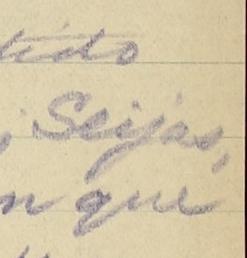 tido
Seijas,
n que